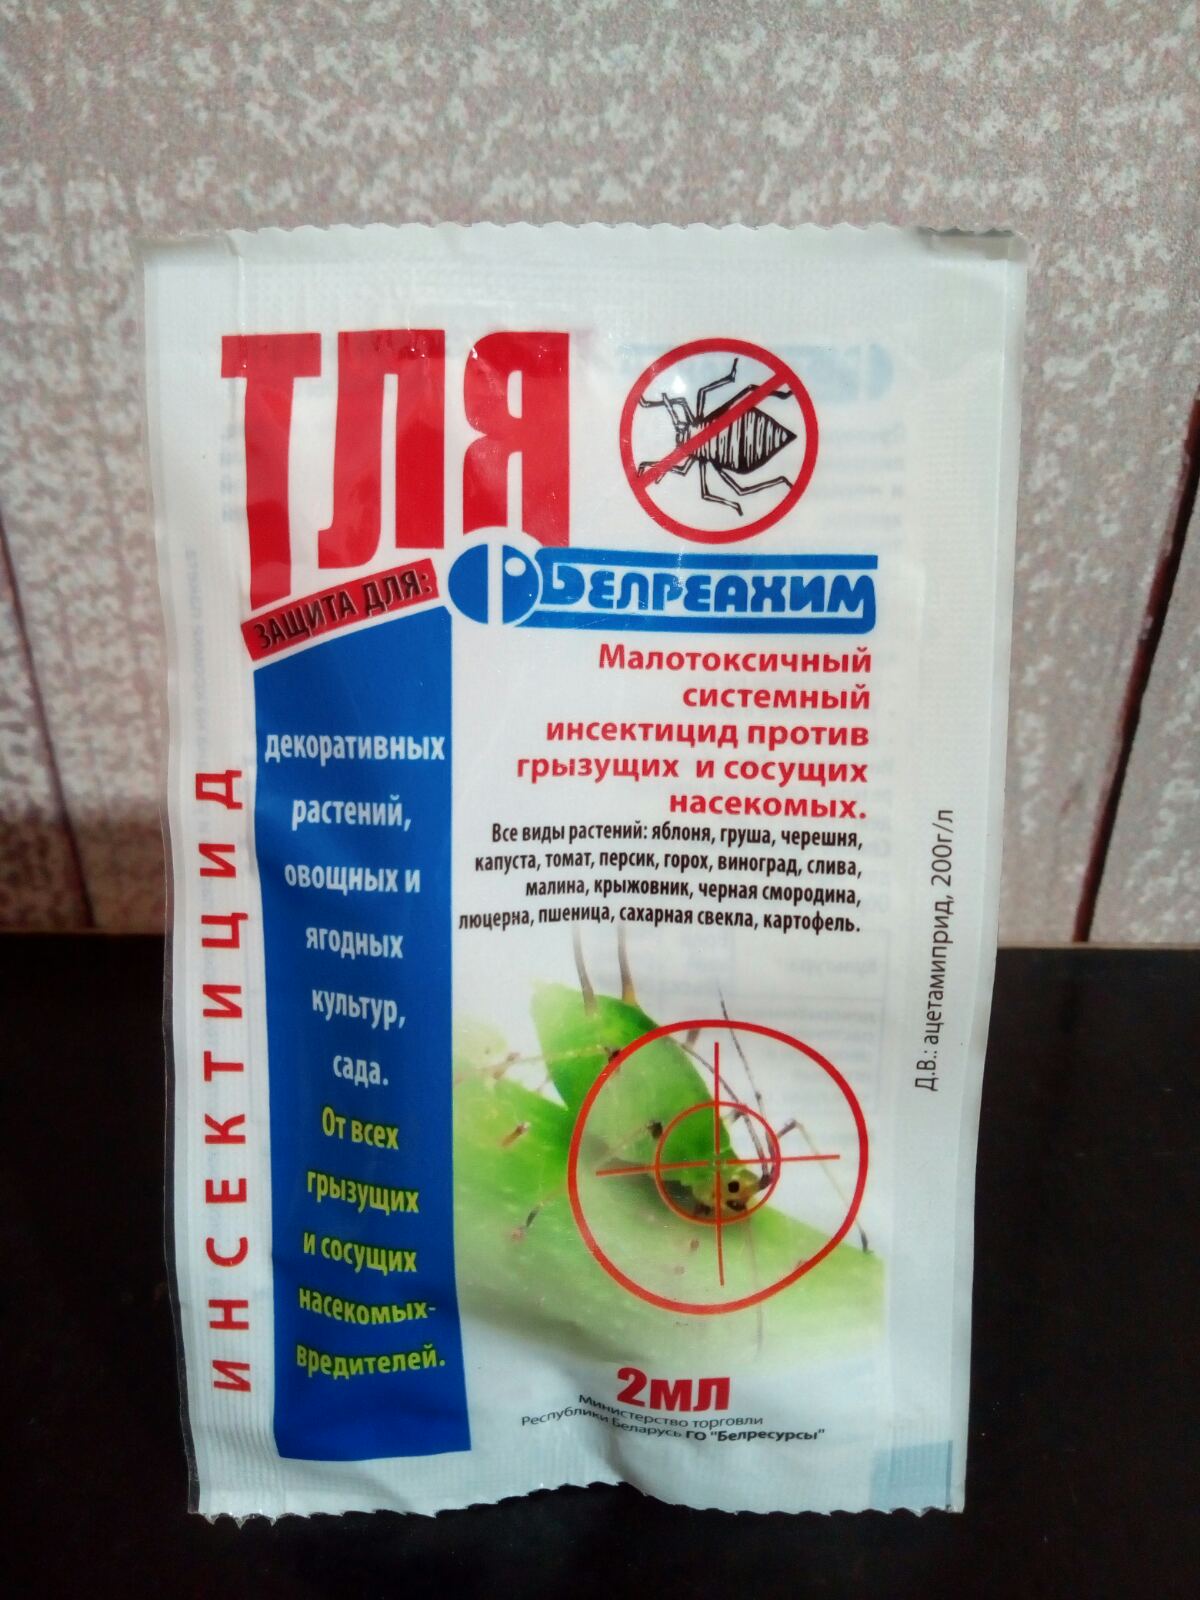 ТЛЯ
ЗАЩИТА ДЛЯ:
БЕЛРЕАХИМ
Малотоксичный
системный
инсектицид против
грызущих и сосущих
насекомых.
Все виды растений: яблоня, груша, черешня,
капуста, томат, персик, горох, виноград, слива,
малина, крыжовник, черная смородина,
люцерна, пшеница, сахарная свекла, картофель.
ИНСЕКТИЦИД
декоративных
растений,
овощных и
ягодных
культур,
сада.
От всех
грызущих
и сосущих
насекомых-
вредителей.
Д.В.: ацетамиприд, 200г/л
2мл
Министерство торговли
Республики Беларусь ГО "Белресурсы"